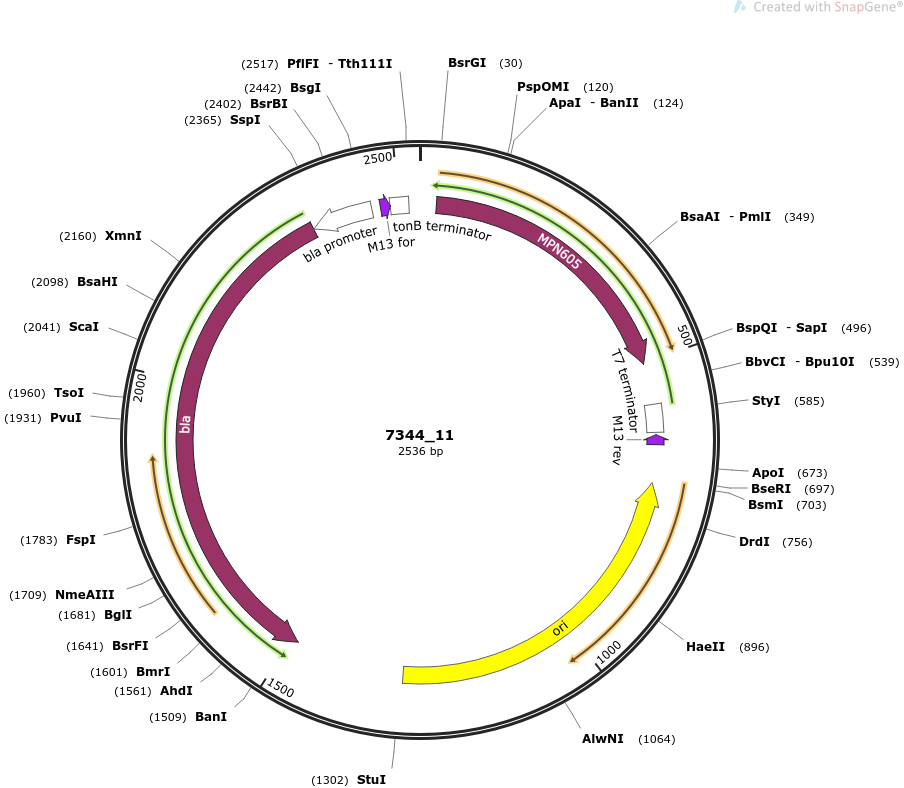 Created with SnapGene®
(2517) PflFI - Tth111I
BsrGI (30)
(2442) BsgI
PspOMI (120)
(2402) BsrBI
ApaI - BanII (124)
(2365) SspI
2500
BsaAI - PmlI (349)
tonB terminator
(2160) XmnI
bla promoter
M13 for
MPN605
(2098) BsaHI
(2041) ScaI
BspQI - SapI (496)
500
BbvCI - Bpu10I (539)
2000
T7 terminator
(1960) TsoI
StyI (585)
(1931) PvuI
bla
7344_11
2536 bp
M13 rev
ApoI (673)
BseRI (697)
BsmI (703)
(1783) FspI
DrdI (756)
(1709) NmeAIII
(1681) BglI
ori
(1641) BsrFI
HaeII (896)
1000
(1601) BmrI
(1561) AhdI
1500
(1509) BanI
AlwNI (1064)
(1302) StuI